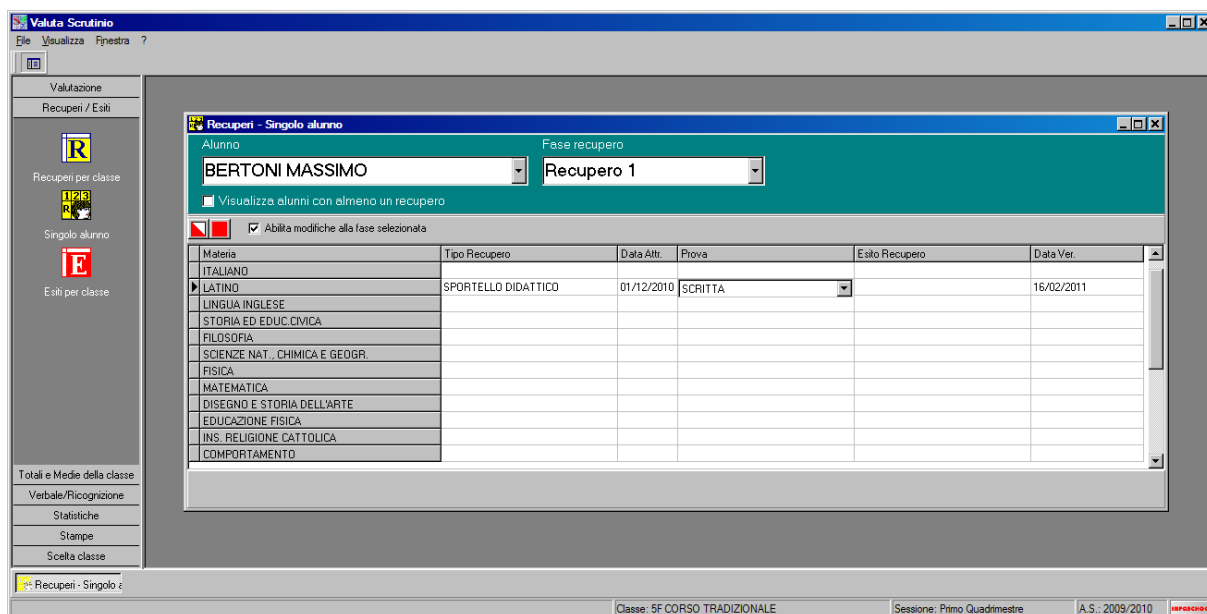 Valuta Scrutinio
File Visualizza Finestra ?
Valutazione
Recuperi / Esiti
R
Recuperi per classe
123
R
Singolo alunno
E
Esiti per classe
Totali e Medie della classe
Verbale/Ricognizione
Statistiche
Stampe
Scelta classe
Recuperi - Singolo alunno
Alunno Fase recupero
BERTONI MASSIMO Recupero 1
Visualizza alunni con almeno un recupero
Abilita modifiche alla fase selezionata
Materia Tipo Recupero Data Attr. Prova Esito Recupero Data Ver.
ITALIANO
LATINO SPORTELLO DIDATTICO 01/12/2010 SCRITTA 16/02/2011
LINGUA INGLESE
STORIA ED EDUC.CIVICA
FILOSOFIA
SCIENZE NAT., CHIMICA E GEOGR.
FISICA
MATEMATICA
DISEGNO E STORIA DELL'ARTE
EDUCAZIONE FISICA
INS. RELIGIONE CATTOLICA
COMPORTAMENTO
Recuperi - Singolo a
Classe: 5F CORSO TRADIZIONALE Sessione: Primo Quadrimestre A.S.: 2009/2010